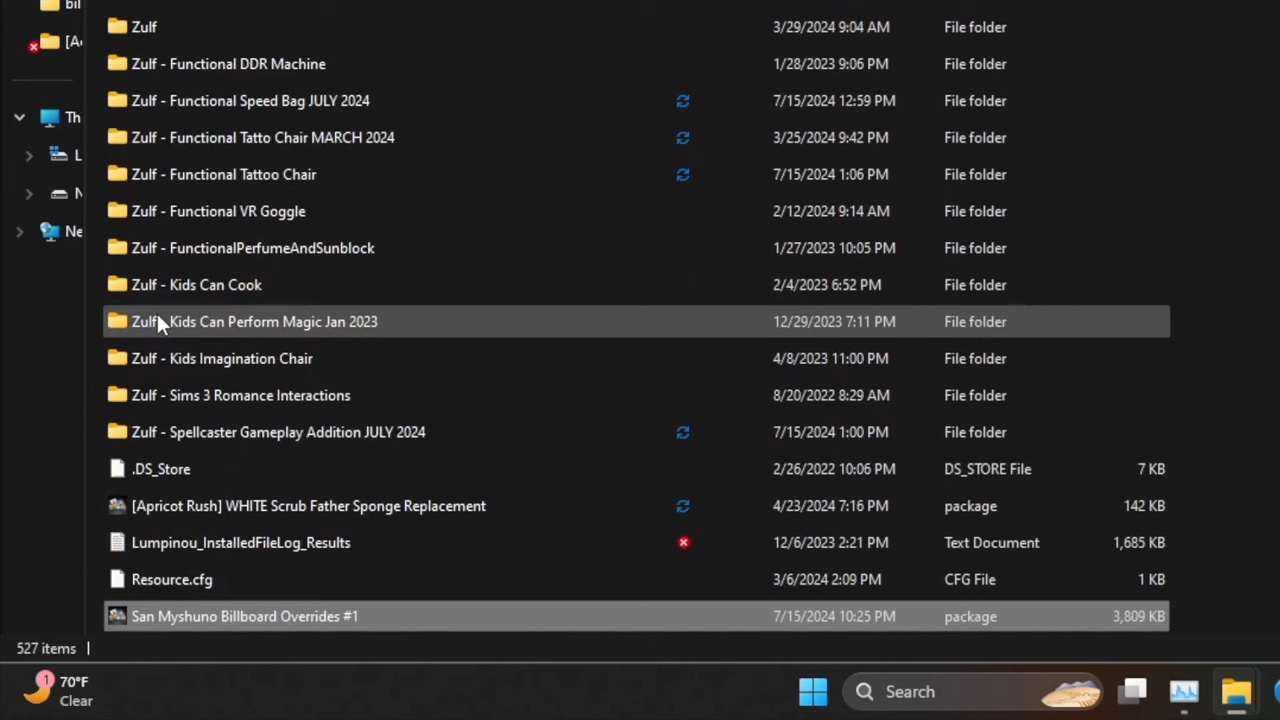 bil
[Ac
Zulf 3/29/2024 9:04 AM File folder
Zulf - Functional DDR Machine 1/28/2023 9:06 PM File folder
Zulf - Functional Speed Bag JULY 2024 7/15/2024 12:59 PM File folder
Th
Zulf - Functional Tatto Chair MARCH 2024 3/25/2024 9:42 PM File folder
L
Zulf - Functional Tattoo Chair 7/15/2024 1:06 PM File folder
N
Zulf - Functional VR Goggle 2/12/2024 9:14 AM File folder
Ne
Zulf - FunctionalPerfumeAndSunblock 1/27/2023 10:05 PM File folder
Zulf - Kids Can Cook 2/4/2023 6:52 PM File folder
Zulf - Kids Can Perform Magic Jan 2023 12/29/2023 7:11 PM File folder
Zulf - Kids Imagination Chair 4/8/2023 11:00 PM File folder
Zulf - Sims 3 Romance Interactions 8/20/2022 8:29 AM File folder
Zulf - Spellcaster Gameplay Addition JULY 2024 7/15/2024 1:00 PM File folder
.DS_Store 2/26/2022 10:06 PM DS_STORE File 7 KB
[Apricot Rush] WHITE Scrub Father Sponge Replacement 4/23/2024 7:16 PM package 142 KB
Lumpinou_InstalledFileLog_Results 12/6/2023 2:21 PM Text Document 1,685 KB
Resource.cfg 3/6/2024 2:09 PM CFG File 1 KB
San Myshuno Billboard Overrides #1 7/15/2024 10:25 PM package 3,809 KB
527 items
1
70°F
Clear
Search